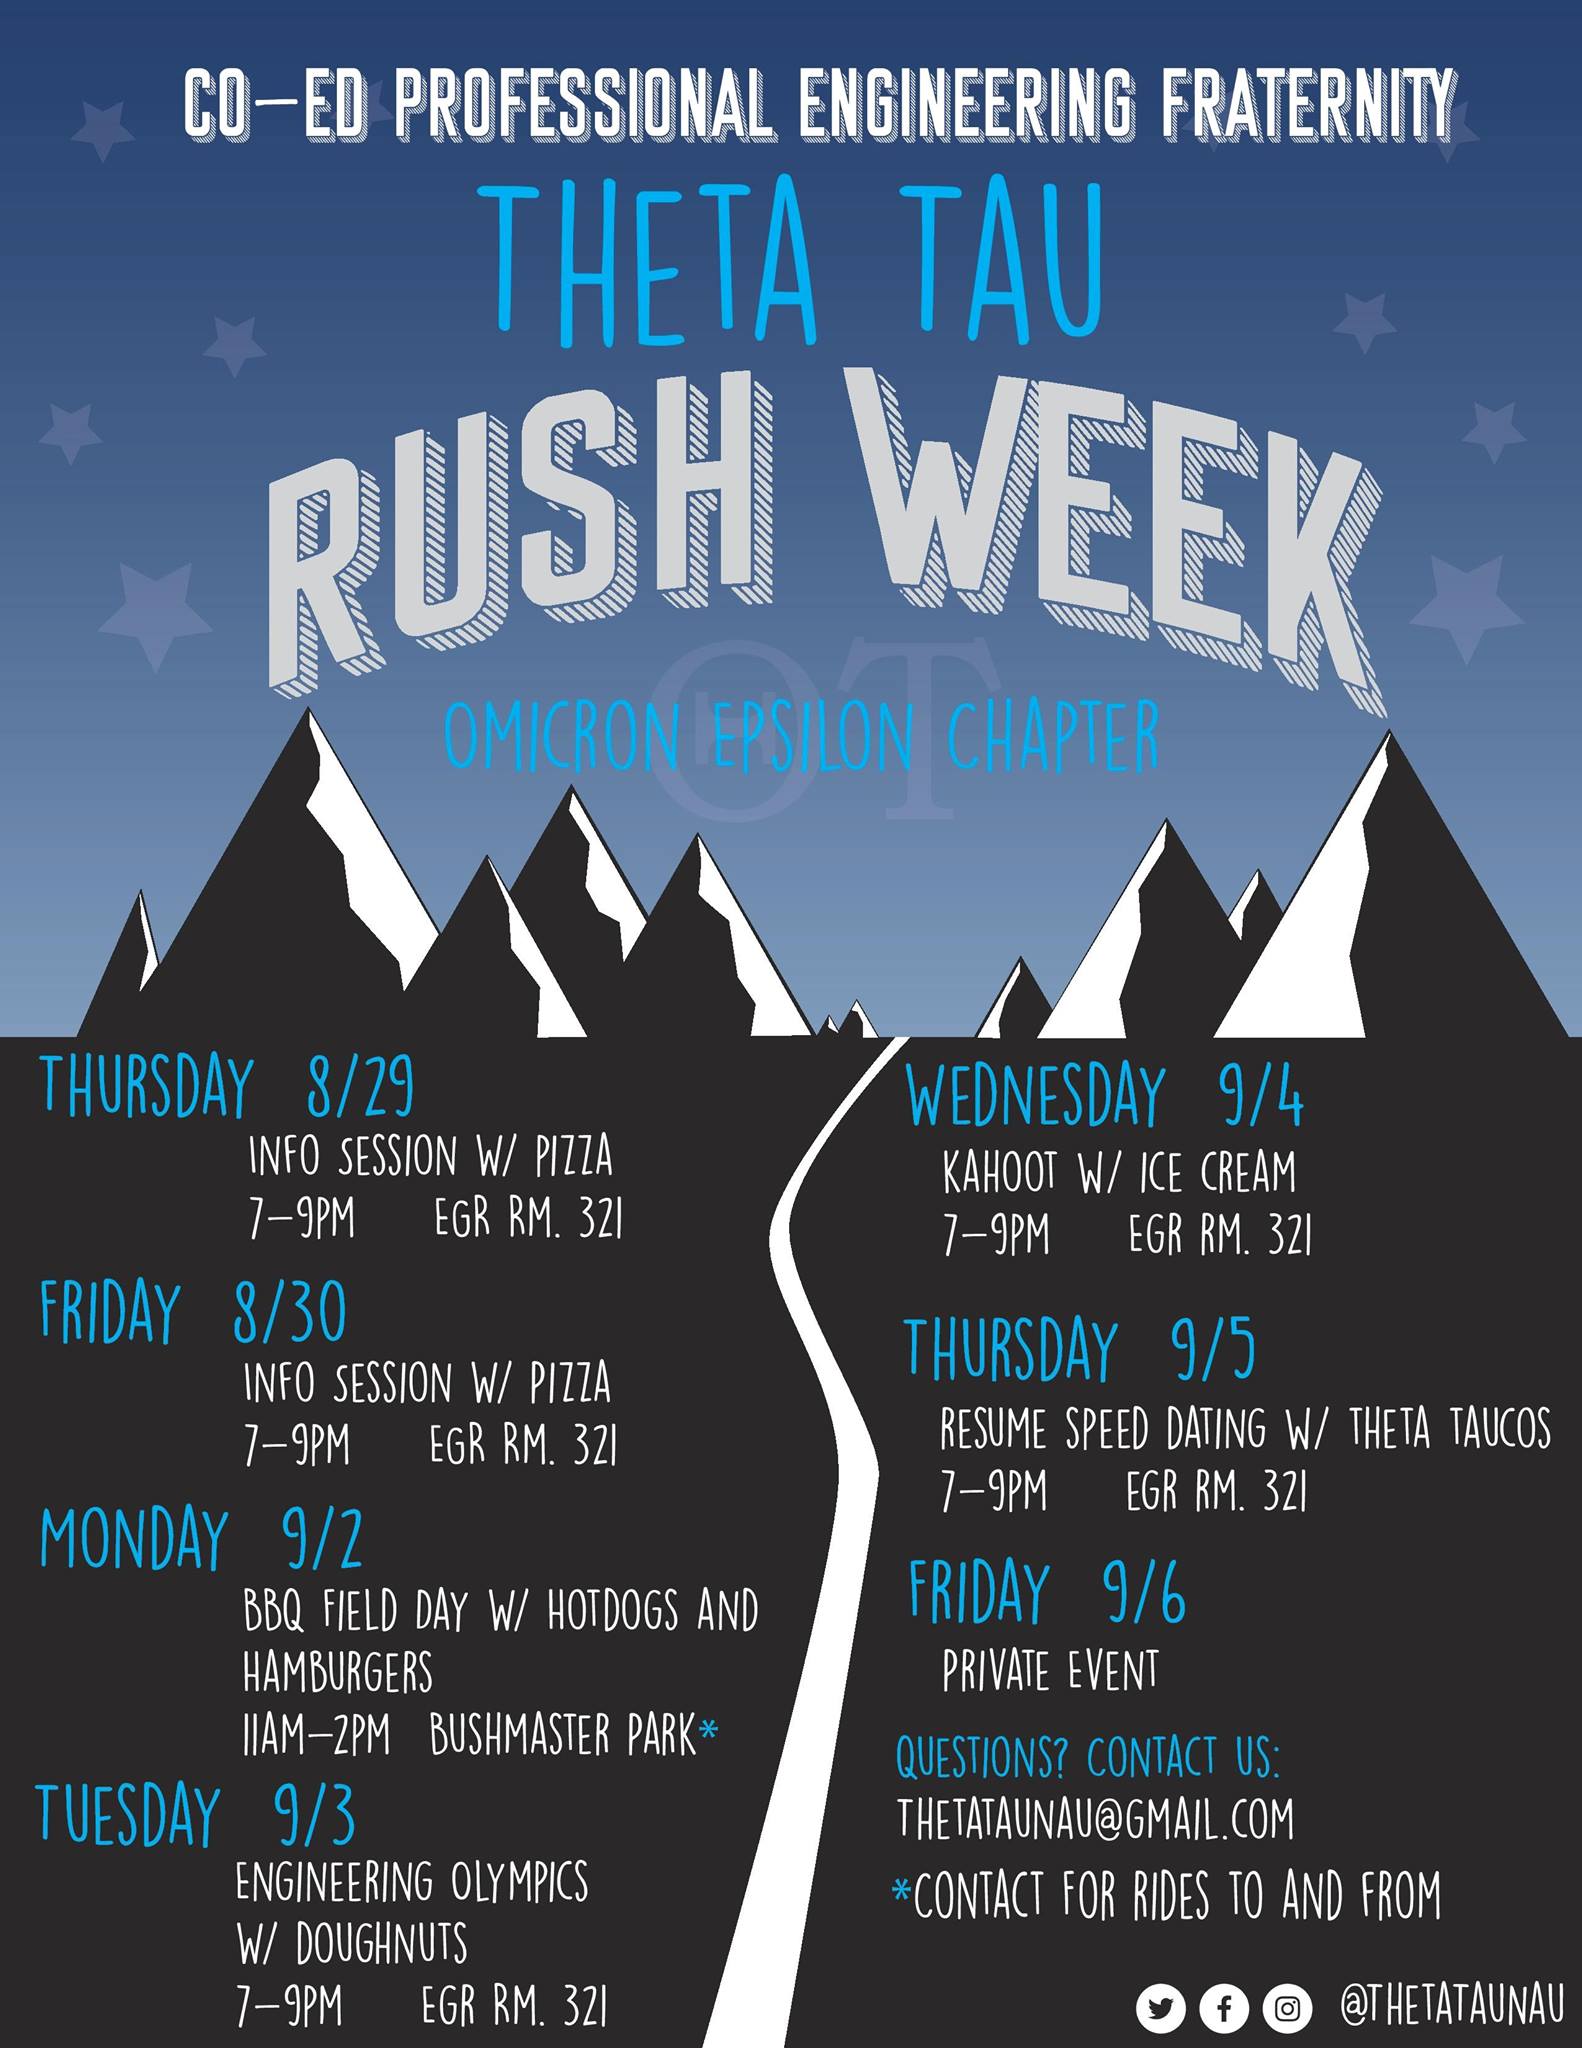 CO-ED PROFESSIONAL ENGINEERING FRATERNITY
THETA TAU
RUSH WEEK
ΘΤ
OMICRON EPSILON CHAPTER
THURSDAY 8/29
INFO SESSION W/ PIZZA
7-9PM EGR RM. 321
FRIDAY 8/30
INFO SESSION W/ PIZZA
7-9PM EGR RM. 321
MONDAY 9/2
BBQ FIELD DAY W/ HOTDOGS AND
HAMBURGERS
11AM-2PM BUSHMASTER PARK*
TUESDAY 9/3
ENGINEERING OLYMPICS
W/ DOUGHNUTS
7-9PM EGR RM. 321
WEDNESDAY 9/4
KAHOOT W/ ICE CREAM
7-9PM EGR RM. 321
THURSDAY 9/5
RESUME SPEED DATING W/ THETA TAUCOS
7-9PM EGR RM. 321
FRIDAY 9/6
PRIVATE EVENT
QUESTIONS? CONTACT US:
THETATAUNAU@GMAIL.COM
*CONTACT FOR RIDES TO AND FROM
@THETATAUNAU